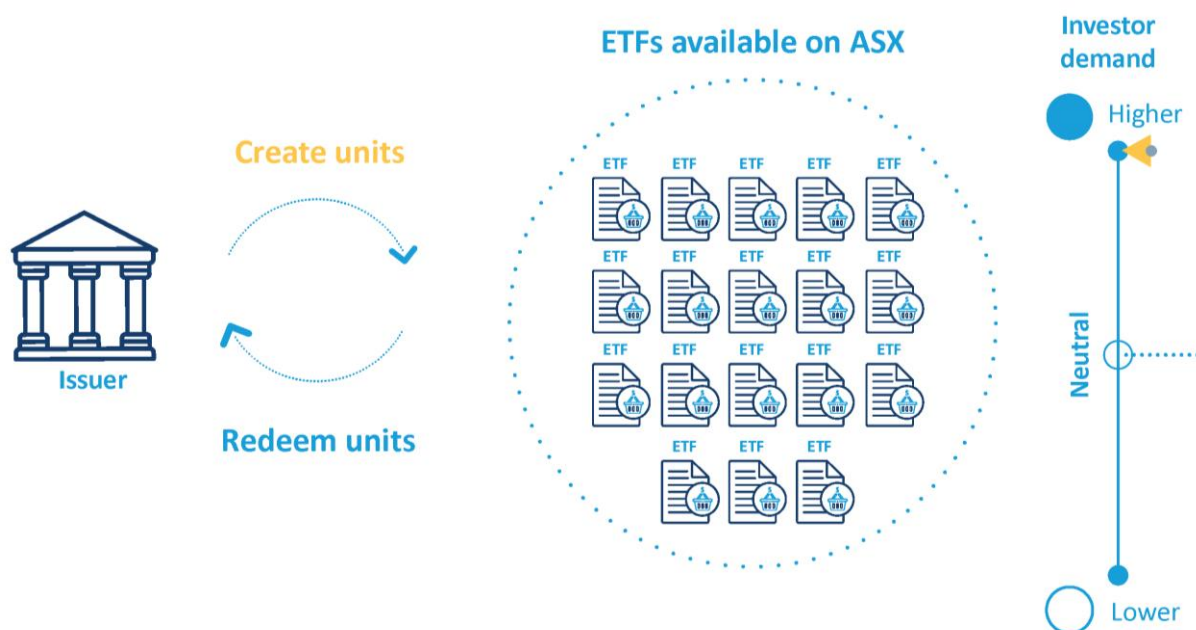 ETFs available on ASX
Investor
demand
Higher
Create units
ETF ETF ETF ETF ETF
ETF ETF ETF ETF ETF
Neutral
ETF ETF ETF ETF ETF
Issuer
Redeem units
ETF ETF ETF
Lower